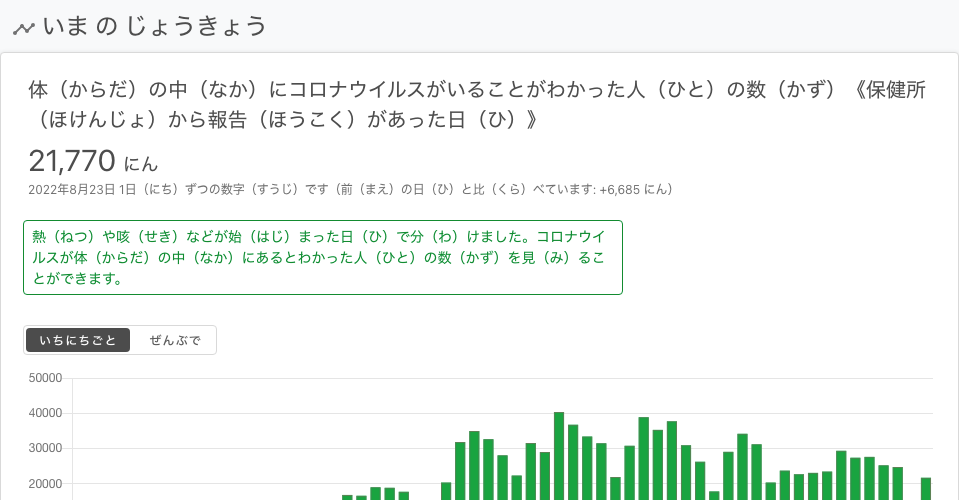 いま の じょうきょう
体（からだ）の中（なか）にコロナウイルスがいることがわかった人（ひと）の数（かず）《保健所
（ほけんじょ）から報告（ほうこく）があった日（ひ）》
21,770 にん
2022年8月23日 1日（にち）ずつの数字（すうじ）です（前（まえ）の日（ひ）と比（くら）べています: +6,685 にん）
熱（ねつ）や咳（せき）などが始（はじ）まった日（ひ）で分（わ）けました。コロナウイ
ルスが体（からだ）の中（なか）にあるとわかった人（ひと）の数（かず）を見（み）るこ
とができます。
いちにちごと ぜんぶで
50000
40000
30000
20000